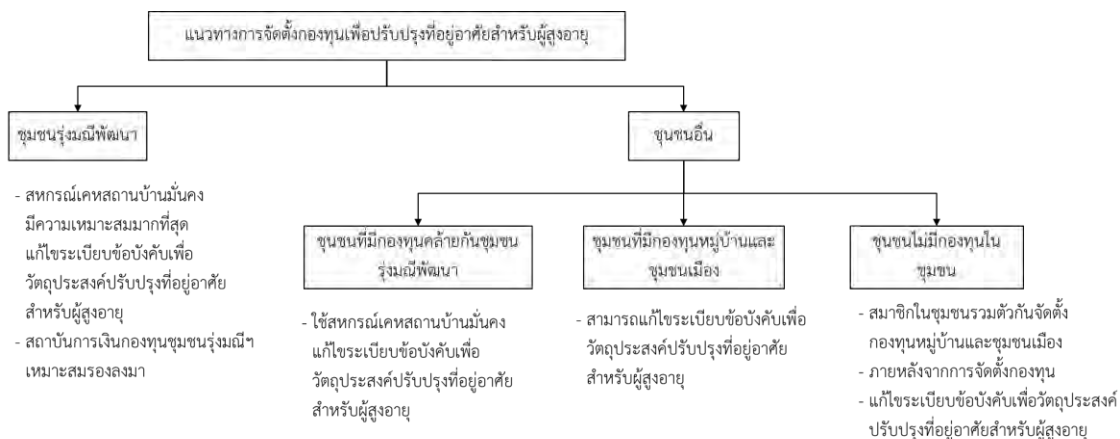 แนวทางการจัดตั้งกองทุนเพื่อปรับปรุงที่อยู่อาศัยสำหรับผู้สูงอายุ
ชุมชนรุ่งมณีพัฒนา
- สหกรณ์เคหสถานบ้านมั่นคง
มีความเหมาะสมมากที่สุด
แก้ไขระเบียบข้อบังคับเพื่อ
วัตถุประสงค์ปรับปรุงที่อยู่อาศัย
สำหรับผู้สูงอายุ
- สถาบันการเงินกองทุนชุมชนรุ่งมณีฯ
เหมาะสมรองลงมา
ชุนชนอื่น
ชุนชนที่มีกองทุนคล้ายกันชุมชน
รุ่งมณีพัฒนา
- ใช้สหกรณ์เคหสถานบ้านมั่นคง
แก้ไขระเบียบข้อบังคับเพื่อ
วัตถุประสงค์ปรับปรุงที่อยู่อาศัย
สำหรับผู้สูงอายุ
ชุมชนที่มีกองทุนหมู่บ้านและ
ชุมชนเมือง
- สามารถแก้ไขระเบียบข้อบังคับเพื่อ
วัตถุประสงค์ปรับปรุงที่อยู่อาศัย
สำหรับผู้สูงอายุ
ชุนชนไม่มีกองทุนใน
ชุมชน
- สมาชิกในชุมชนรวมตัวกันจัดตั้ง
กองทุนหมู่บ้านและชุมชนเมือง
- ภายหลังจากการจัดตั้งกองทุน
- แก้ไขระเบียบข้อบังคับเพื่อวัตถุประสงค์
ปรับปรุงที่อยู่อาศัยสำหรับผู้สูงอายุ